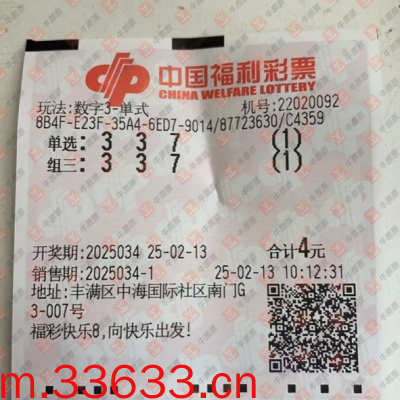 中国福利彩票
CHINA WELFARE LOTTERY
玩法:数字3-单式 机号:22020092
8B4F-E23F-35A4-6ED7-9014/87723630/C4359
单选: 3 3 7 (1)
组三: 3 3 7 (1)
开奖期:2025034 25-02-13 合计4元
销售期:2025034-1 25-02-13 10:12:31
地址:丰满区中海国际社区南门G
3-007号
福彩快乐8,向快乐出发!
m.33633.cn